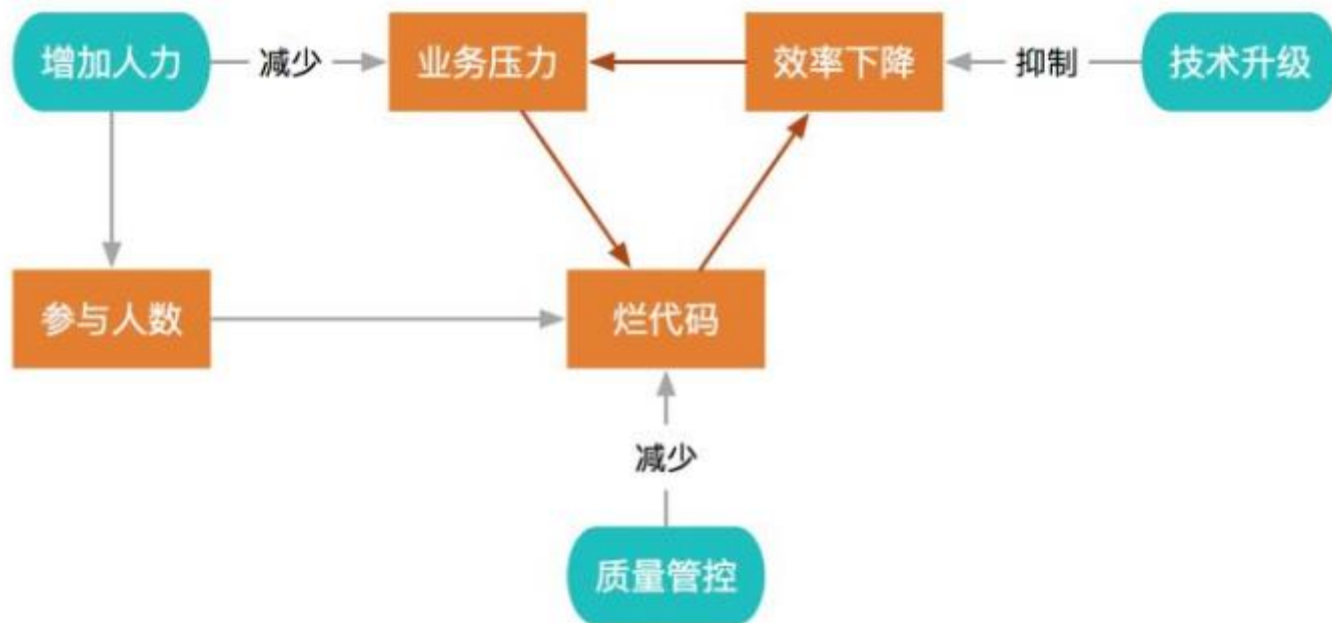 增加人力
减少
业务压力
效率下降
抑制
技术升级
参与人数
烂代码
减少
质量管控